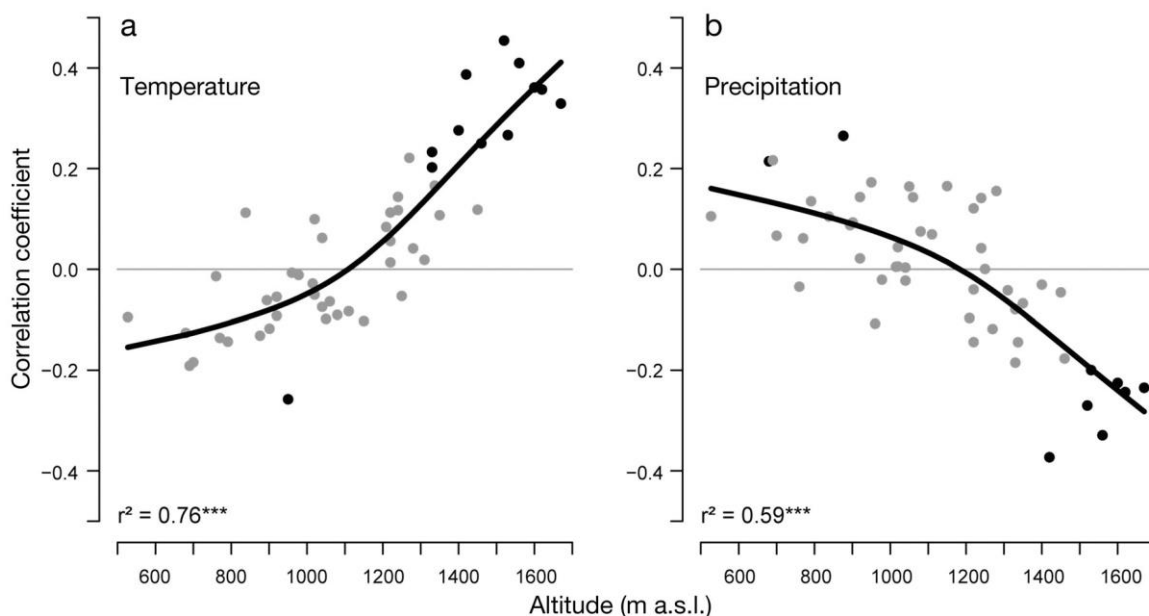 a
Temperature
b
Precipitation
Correlation coefficient
0.4
0.2
0.0
−0.2
−0.4
r² = 0.76***
600 800 1000 1200 1400 1600
0.4
0.2
0.0
−0.2
−0.4
r² = 0.59***
600 800 1000 1200 1400 1600
Altitude (m a.s.l.)